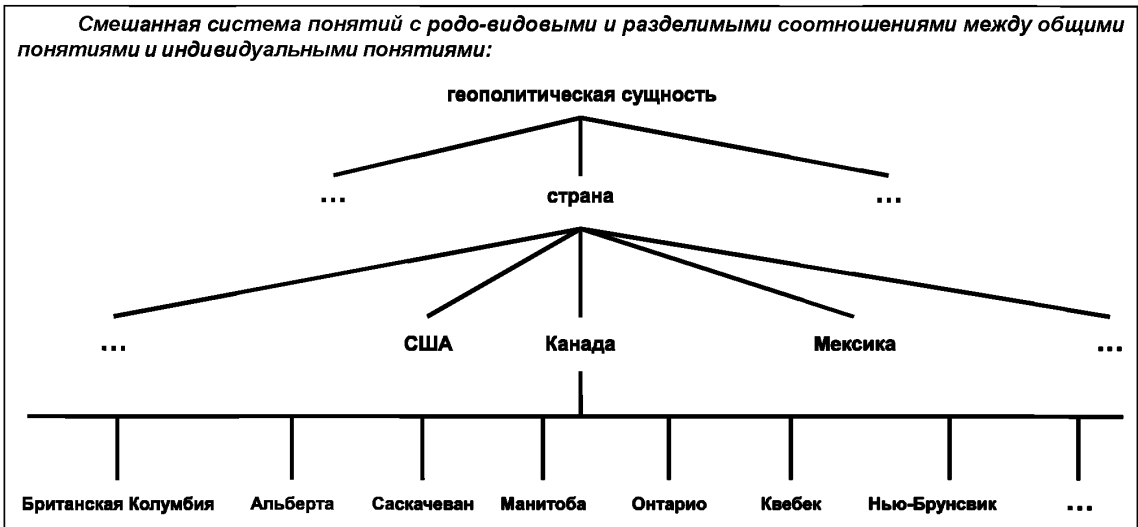 Смешанная система понятий с родо-видовыми и разделимыми соотношениями между общими
понятиями и индивидуальными понятиями:
геополитическая сущность
... страна ...
... США Канада Мексика ...
Британская Колумбия Альберта Саскачеван Манитоба Онтарио Квебек Нью-Брунсвик ...